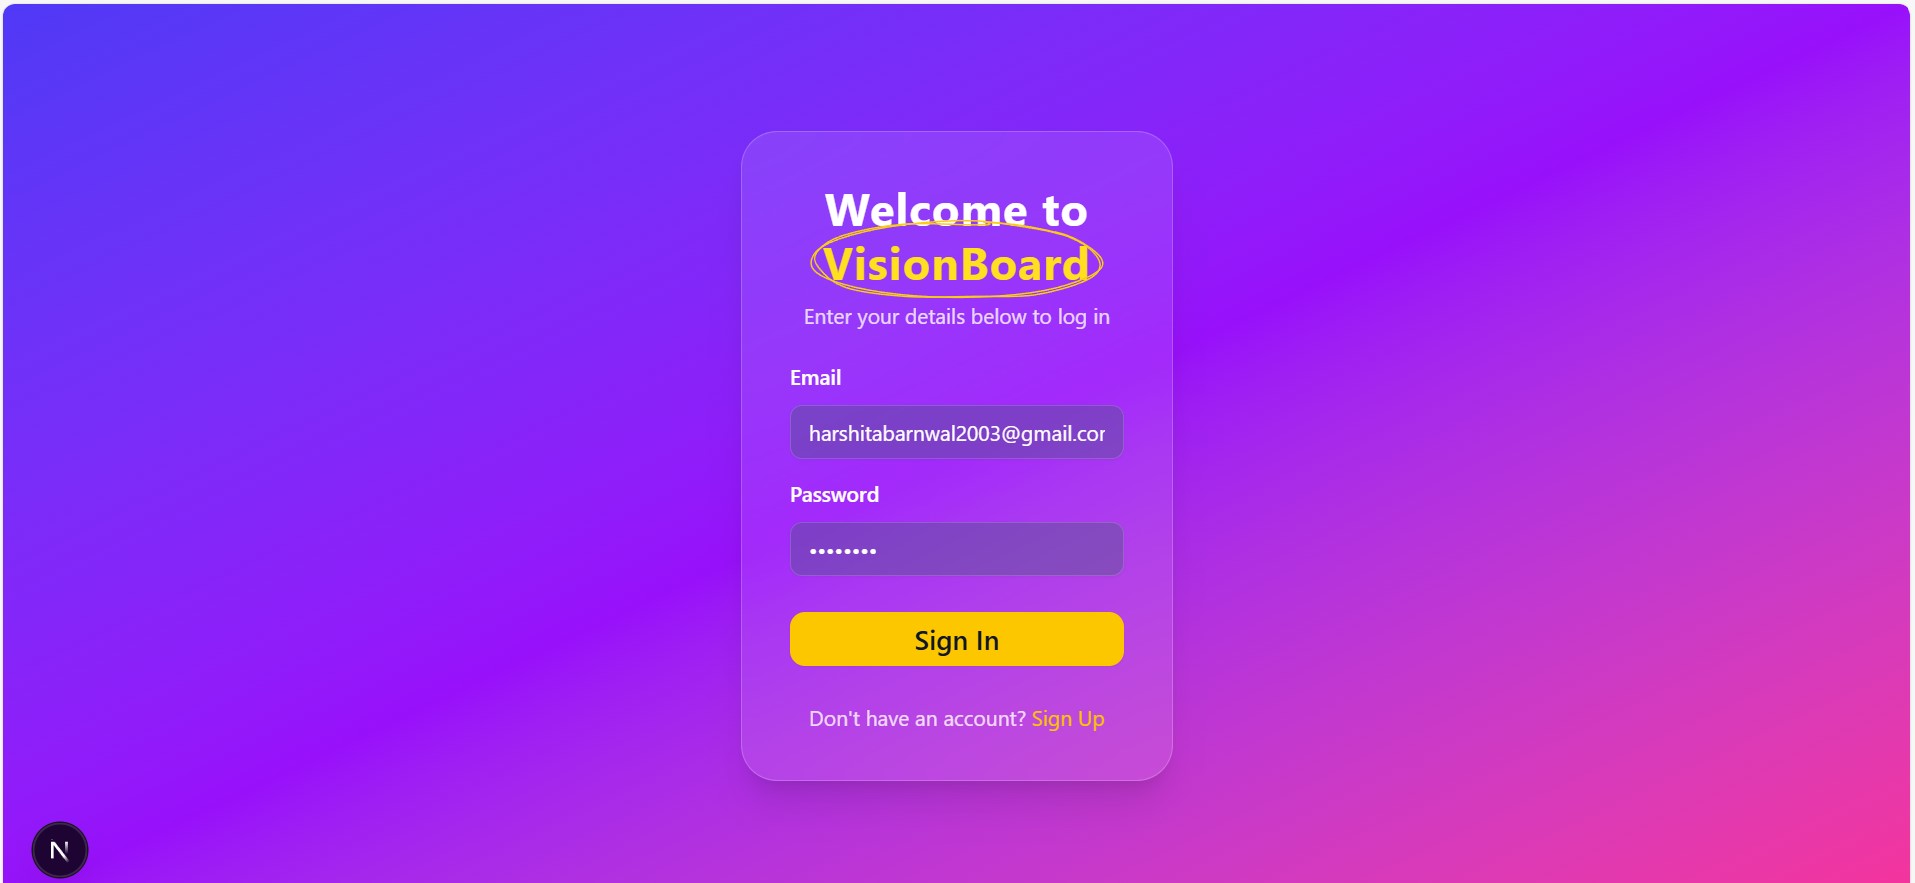 Welcome to
VisionBoard
Enter your details below to log in
Email
harshitabarnwal2003@gmail.cor
Password
••••••••
Sign In
Don't have an account? Sign Up
N